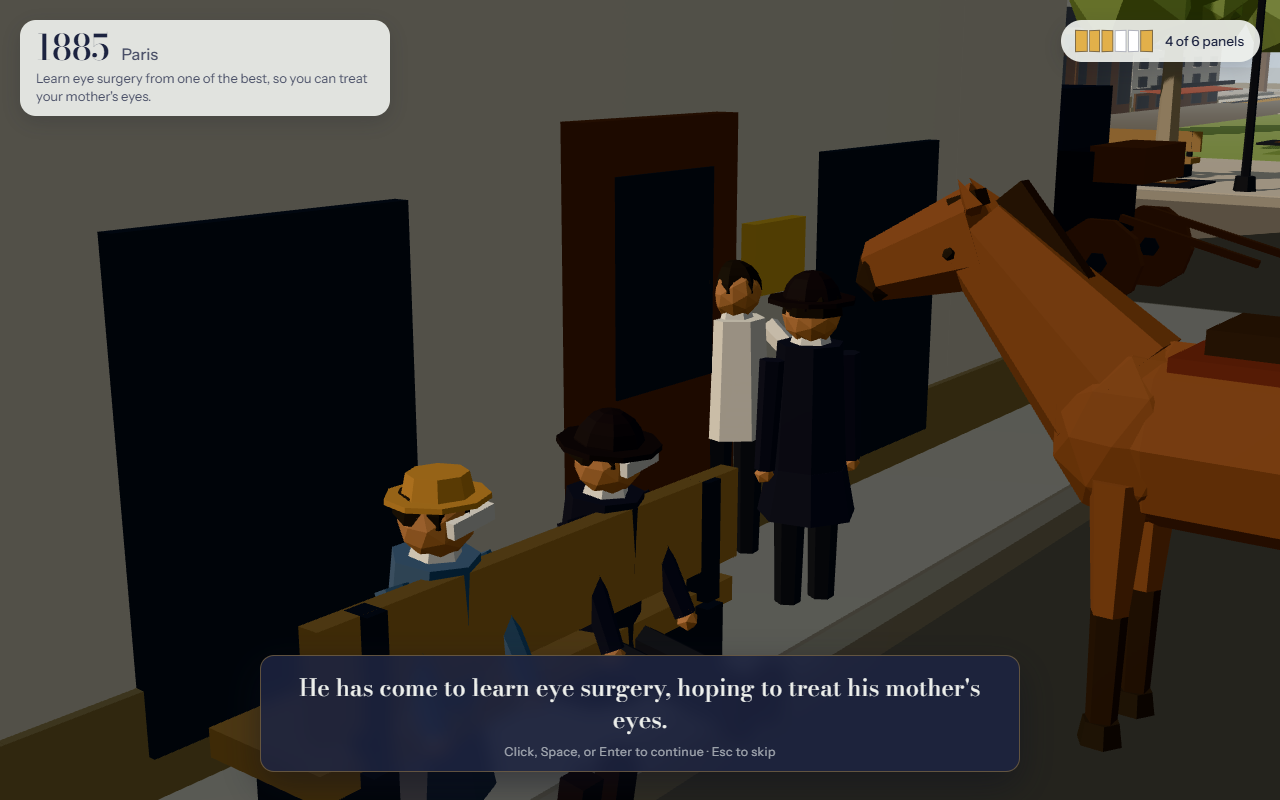 1885 Paris
Learn eye surgery from one of the best, so you can treat
your mother's eyes.
4 of 6 panels
He has come to learn eye surgery, hoping to treat his mother's
eyes.
Click, Space, or Enter to continue · Esc to skip